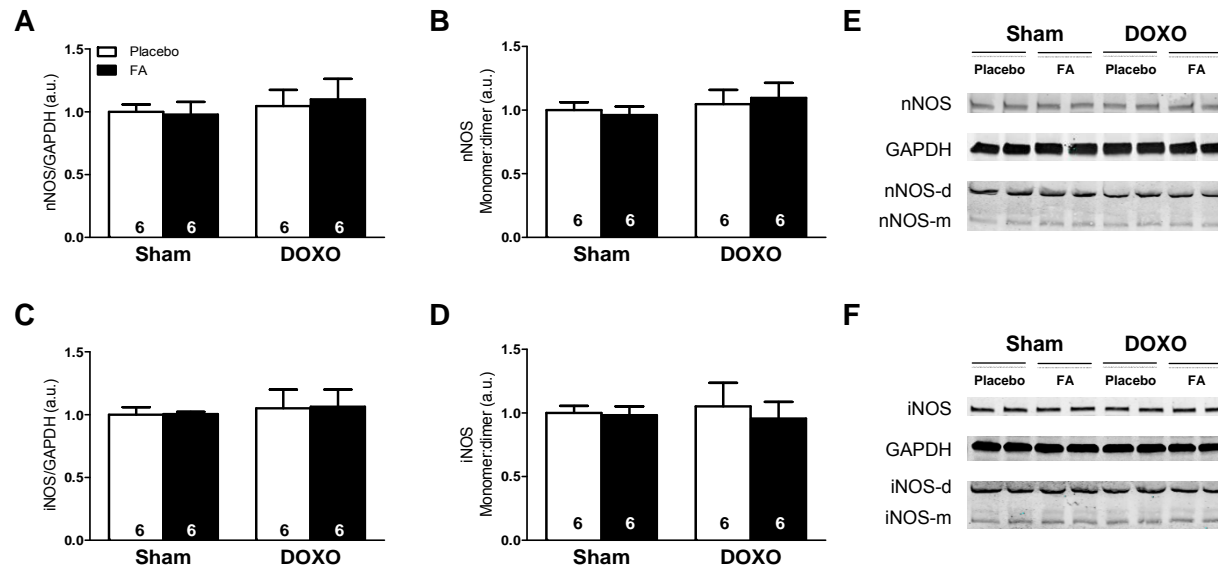 A
nNOS/GAPDH (a.u.)
1.5
1.0
0.5
0.0
Placebo
FA
6 6 6 6
Sham DOXO
B
nNOS
Monomer:dimer (a.u.)
1.5
1.0
0.5
0.0
6 6 6 6
Sham DOXO
E
Sham DOXO
Placebo FA Placebo FA
nNOS
GAPDH
nNOS-d
nNOS-m
C
iNOS/GAPDH (a.u.)
1.5
1.0
0.5
0.0
6 6 6 6
Sham DOXO
D
iNOS
Monomer:dimer (a.u.)
1.5
1.0
0.5
0.0
6 6 6 6
Sham DOXO
F
Sham DOXO
Placebo FA Placebo FA
iNOS
GAPDH
iNOS-d
iNOS-m